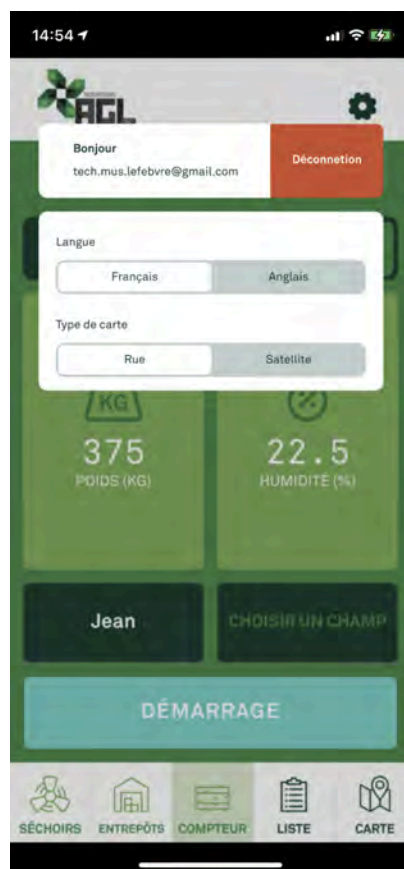 14:54
AGL
Bonjour
tech.mus.lefebvre@gmail.com
Déconnetion
Langue
Français Anglais
Type de carte
Rue Satellite
KG %
375 22.5
POIDS (KG) HUMIDITÉ (%)
Jean CHOISIR UN CHAMP
DÉMARRAGE
SÉCHOIRS ENTREPÔTS COMPTEUR LISTE CARTE